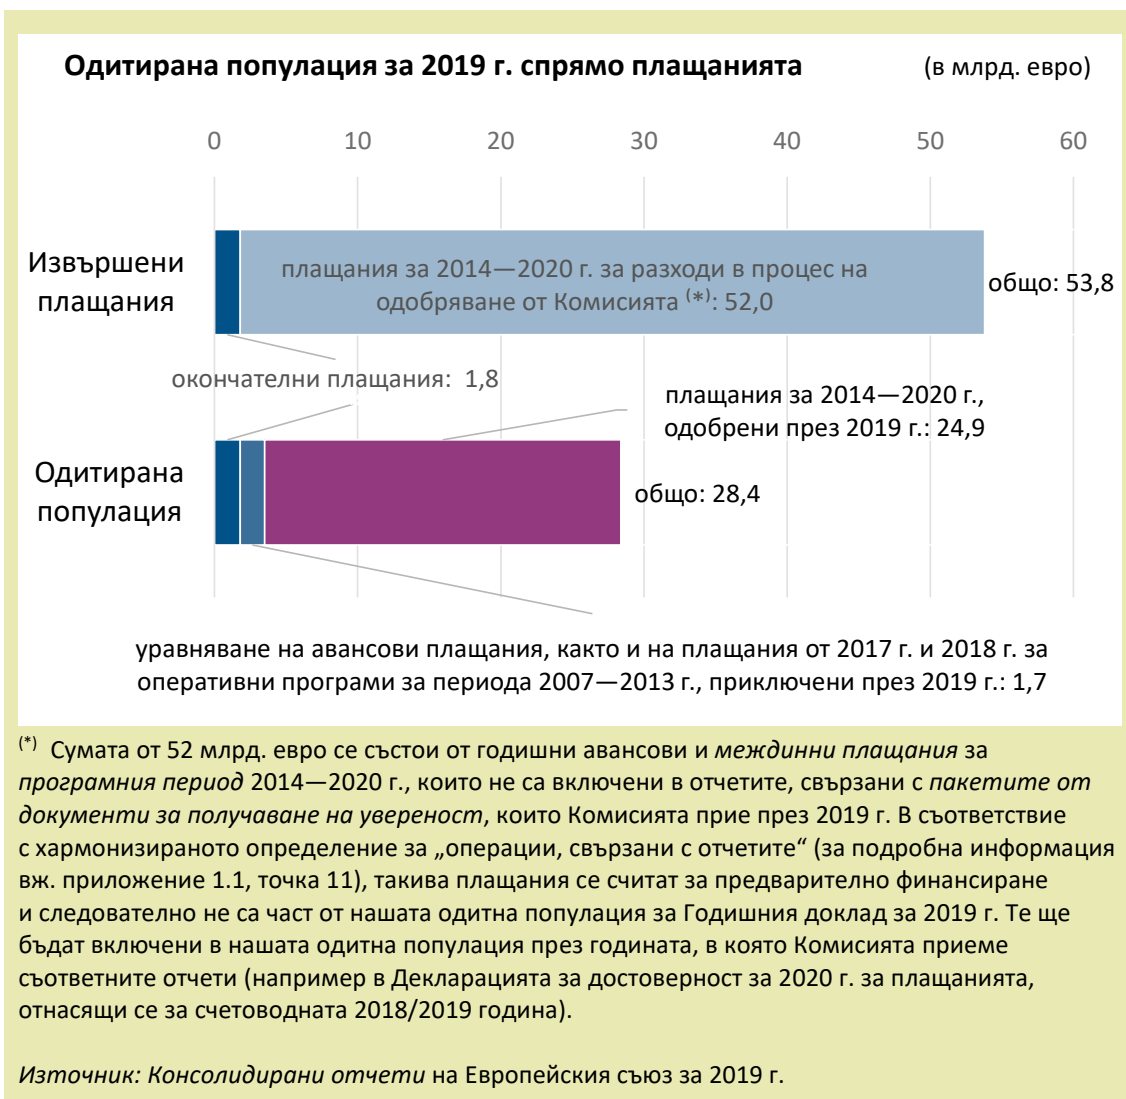 Одитирана популация за 2019 г. спрямо плащанията (в млрд. евро)
0 10 20 30 40 50 60
Извършени плащания
плащания за 2014—2020 г. за разходи в процес на
одобряване от Комисията (*): 52,0
общо: 53,8
окончателни плащания: 1,8
плащания за 2014—2020 г.,
одобрени през 2019 г.: 24,9
Одитирана популация
общо: 28,4
уравняване на авансови плащания, както и на плащания от 2017 г. и 2018 г. за
оперативни програми за периода 2007—2013 г., приключени през 2019 г.: 1,7
(*) Сумата от 52 млрд. евро се състои от годишни авансови и междинни плащания за
програмния период 2014—2020 г., които не са включени в отчетите, свързани с пакетите от
документи за получаване на увереност, които Комисията прие през 2019 г. В съответствие
с хармонизираното определение за „операции, свързани с отчетите“ (за подробна информация
вж. приложение 1.1, точка 11), такива плащания се считат за предварително финансиране
и следователно не са част от нашата одитна популация за Годишния доклад за 2019 г. Те ще
бъдат включени в нашата одитна популация през годината, в която Комисията приеме
съответните отчети (например в Декларацията за достоверност за 2020 г. за плащанията,
отнасящи се за счетоводната 2018/2019 година).
Източник: Консолидирани отчети на Европейския съюз за 2019 г.